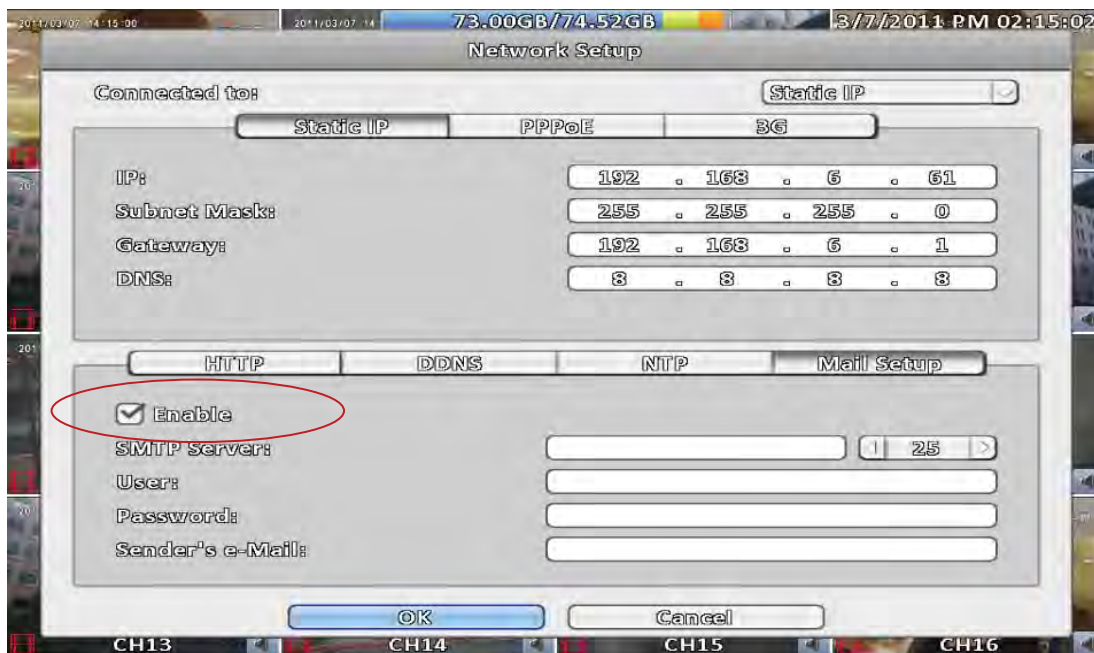 2011/03/07 14:15:00 2011/03/07 14 73.00GB/74.52GB 3/7/2011 PM 02:15:02
Network Setup
Connected to: Static IP
Static IP PPPoE 3G
IP: 192 . 168 . 6 . 61
Subnet Mask: 255 . 255 . 255 . 0
Gateway: 192 . 168 . 6 . 1
DNS: 8 . 8 . 8 . 8
HTTP DDNS NTP Mail Setup
Enable
SMTP Server: 25
User:
Password:
Sender's e-Mail:
OK Cancel
CH13 CH14 CH15 CH16